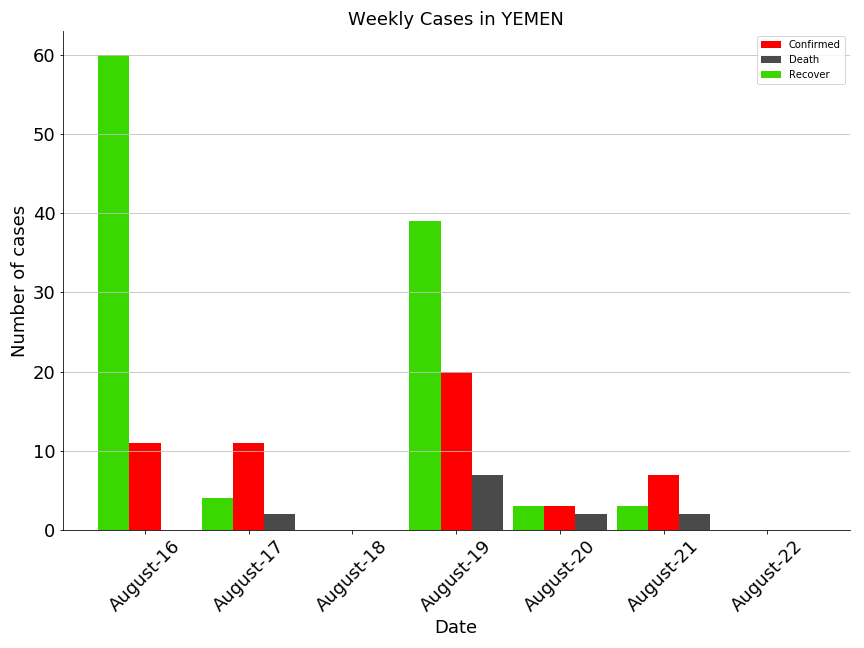 Weekly Cases in YEMEN
Confirmed
Death
Recover
Number of cases
60
50
40
30
20
10
0
August-16
August-17
August-18
August-19
August-20
August-21
August-22
Date